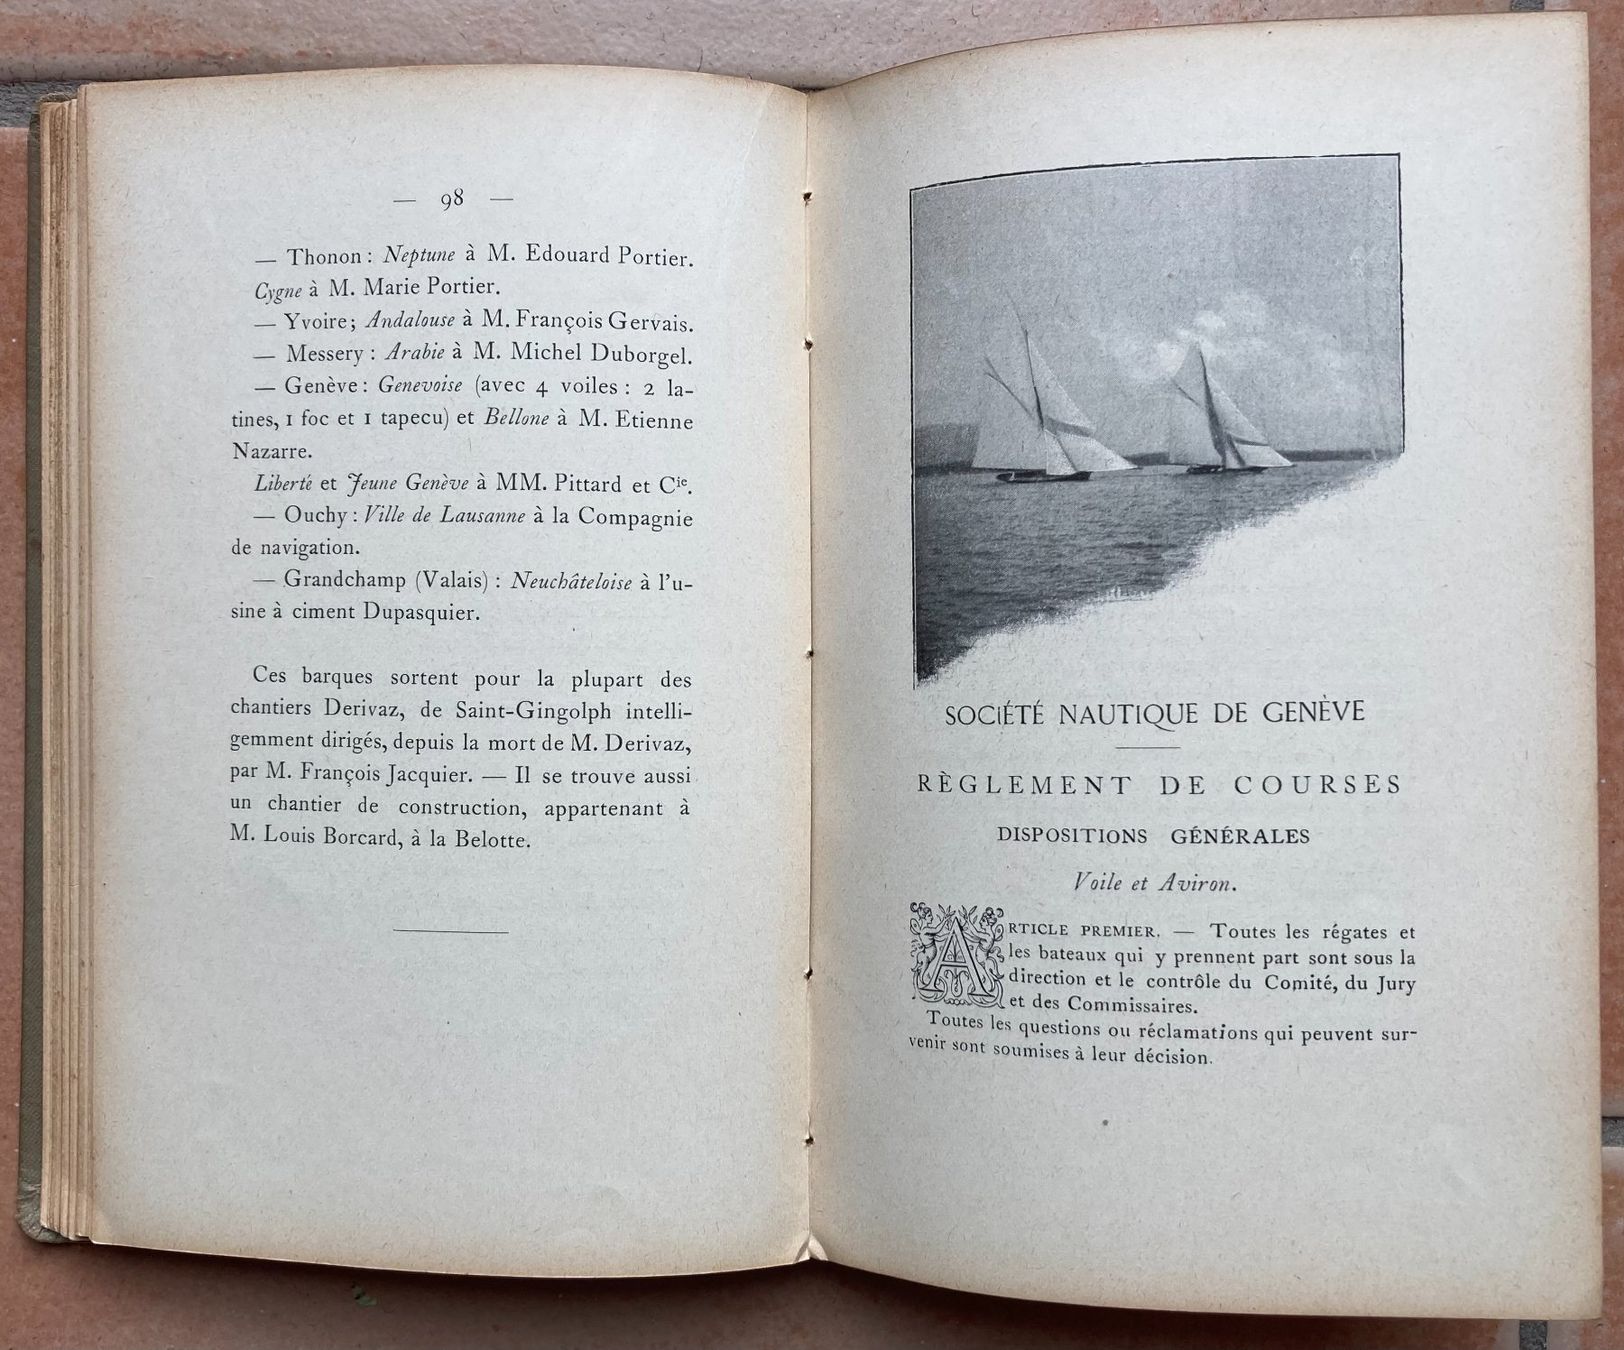 — 98 —
— Thonon : Neptune à M. Edouard Portier.
Cygne à M. Marie Portier.
— Yvoire ; Andalouse à M. François Gervais.
— Messery : Arabie à M. Michel Duborgel.
— Genève : Genevoise (avec 4 voiles : 2 la-
tines, 1 foc et 1 tapecu) et Bellone à M. Etienne
Nazarre.
Liberté et Jeune Genève à MM. Pittard et Cie.
— Ouchy : Ville de Lausanne à la Compagnie
de navigation.
— Grandchamp (Valais) : Neuchâteloise à l'u-
sine à ciment Dupasquier.
Ces barques sortent pour la plupart des
chantiers Derivaz, de Saint-Gingolph intelli-
gemment dirigés, depuis la mort de M. Derivaz,
par M. François Jacquier. — Il se trouve aussi
un chantier de construction, appartenant à
M. Louis Borcard, à la Belotte.
SOCIÉTÉ NAUTIQUE DE GENÈVE
RÈGLEMENT DE COURSES
DISPOSITIONS GÉNÉRALES
Voile et Aviron.
ARTICLE PREMIER. — Toutes les régates et
les bateaux qui y prennent part sont sous la
direction et le contrôle du Comité, du Jury
et des Commissaires.
Toutes les questions ou réclamations qui peuvent sur-
venir sont soumises à leur décision.